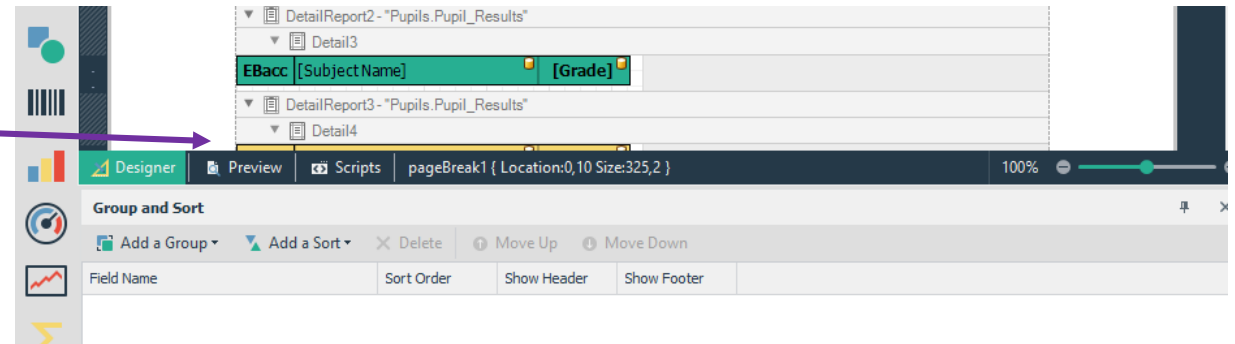 DetailReport2 - "Pupils.Pupil_Results"
Detail3
EBacc [Subject Name] [Grade]
DetailReport3 - "Pupils.Pupil_Results"
Detail4
Designer Preview Scripts pageBreak1 { Location:0,10 Size:325,2 } 100%
Group and Sort
Add a Group Add a Sort Delete Move Up Move Down
Field Name Sort Order Show Header Show Footer